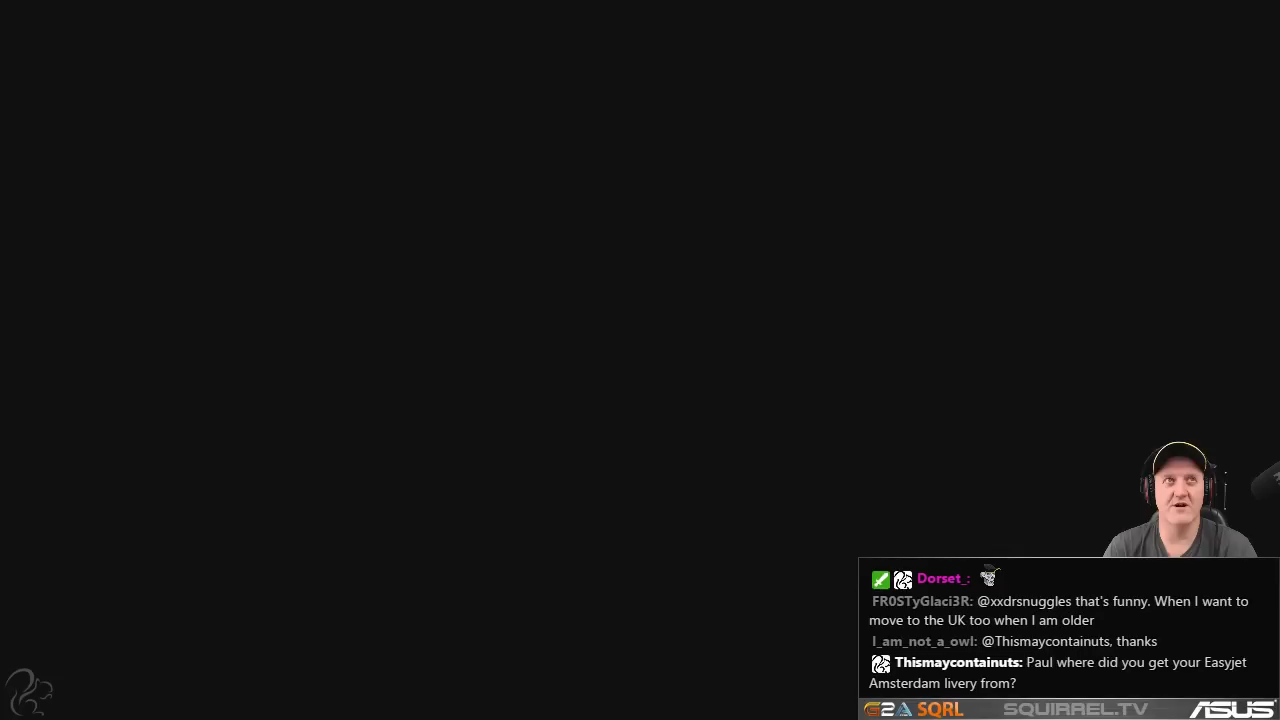 Dorset_:
FR0STyGlaci3R: @xxdrsnuggles that's funny. When I want to
move to the UK too when I am older
I_am_not_a_owl: @Thismaycontainuts, thanks
Thismaycontainuts: Paul where did you get your Easyjet
Amsterdam livery from?
G2A SQRL SQUIRREL.TV ASUS